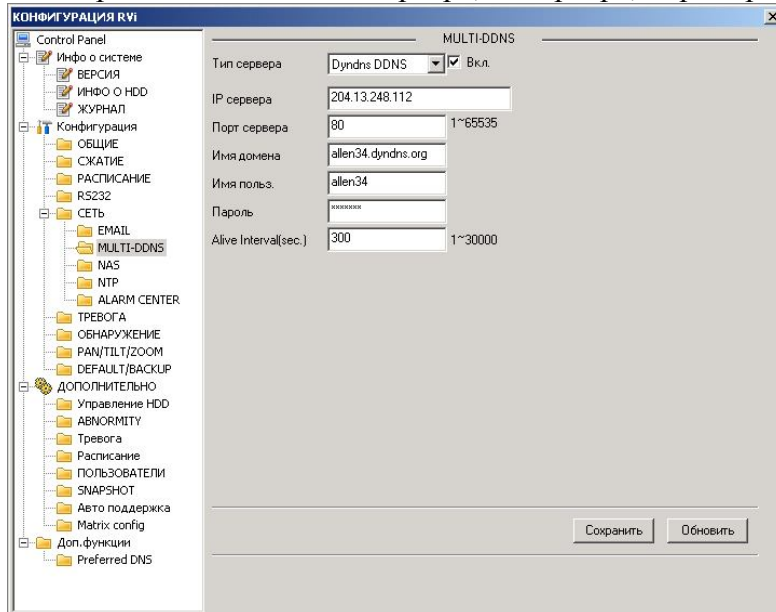 КОНФИГУРАЦИЯ RVi
Control Panel
Инфо о системе
ВЕРСИЯ
ИНФО О HDD
ЖУРНАЛ
Конфигурация
ОБЩИЕ
СЖАТИЕ
РАСПИСАНИЕ
RS232
СЕТЬ
EMAIL
MULTI-DDNS
NAS
NTP
ALARM CENTER
ТРЕВОГА
ОБНАРУЖЕНИЕ
PAN/TILT/ZOOM
DEFAULT/BACKUP
ДОПОЛНИТЕЛЬНО
Управление HDD
ABNORMITY
Тревога
Расписание
ПОЛЬЗОВАТЕЛИ
SNAPSHOT
Авто поддержка
Matrix config
Доп.функции
Preferred DNS
MULTI-DDNS
Тип сервера Dyndns DDNS Вкл.
IP сервера 204.13.248.112
Порт сервера 80 1~65535
Имя домена allen34.dyndns.org
Имя польз. allen34
Пароль *******
Alive Interval(sec.) 300 1~30000
Сохранить Обновить